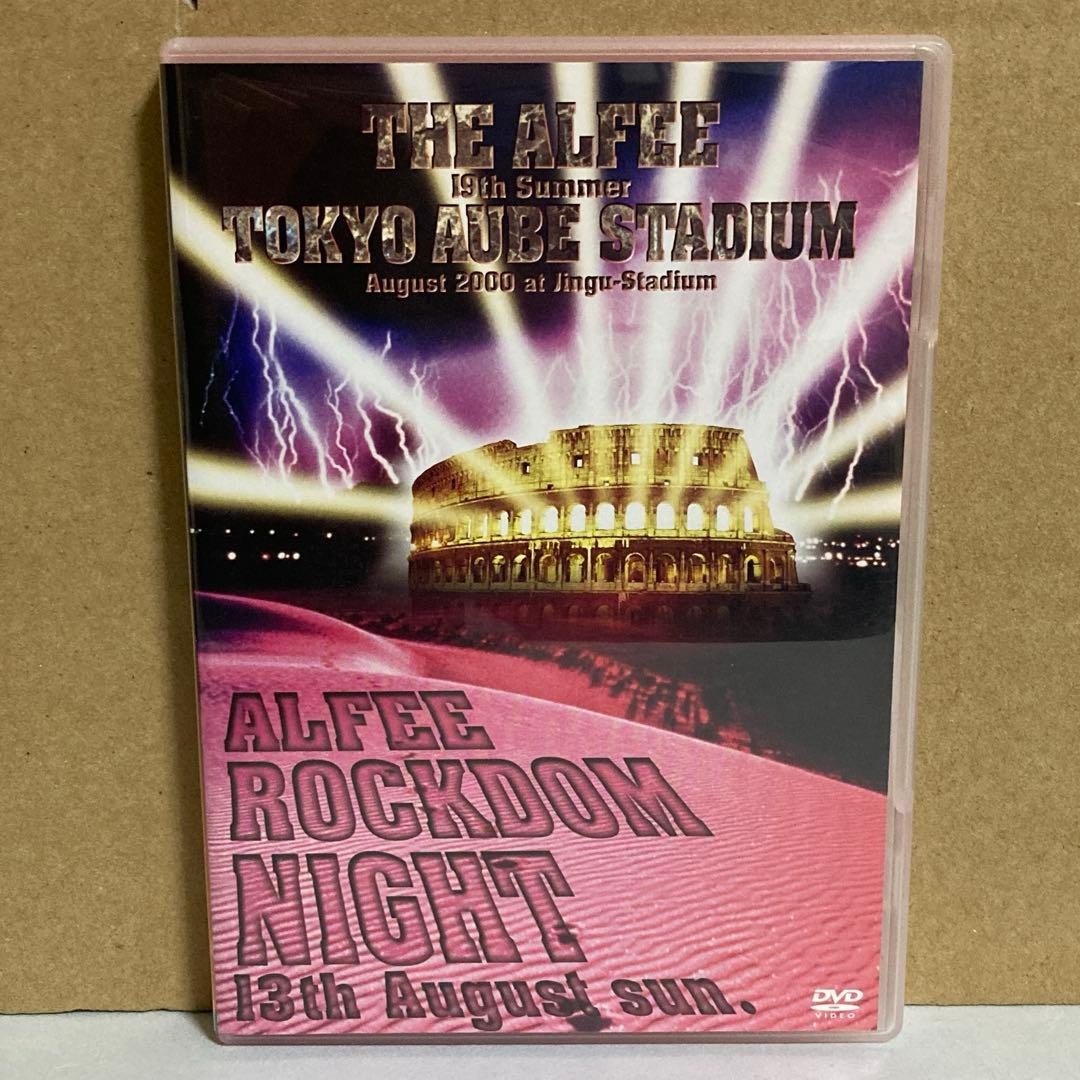 THE ALFEE
19th Summer
TOKYO AUBE STADIUM
August 2000 at Jingu-Stadium
ALFEE
ROCKDOM
NIGHT
13th August sun.
DVD
VIDEO